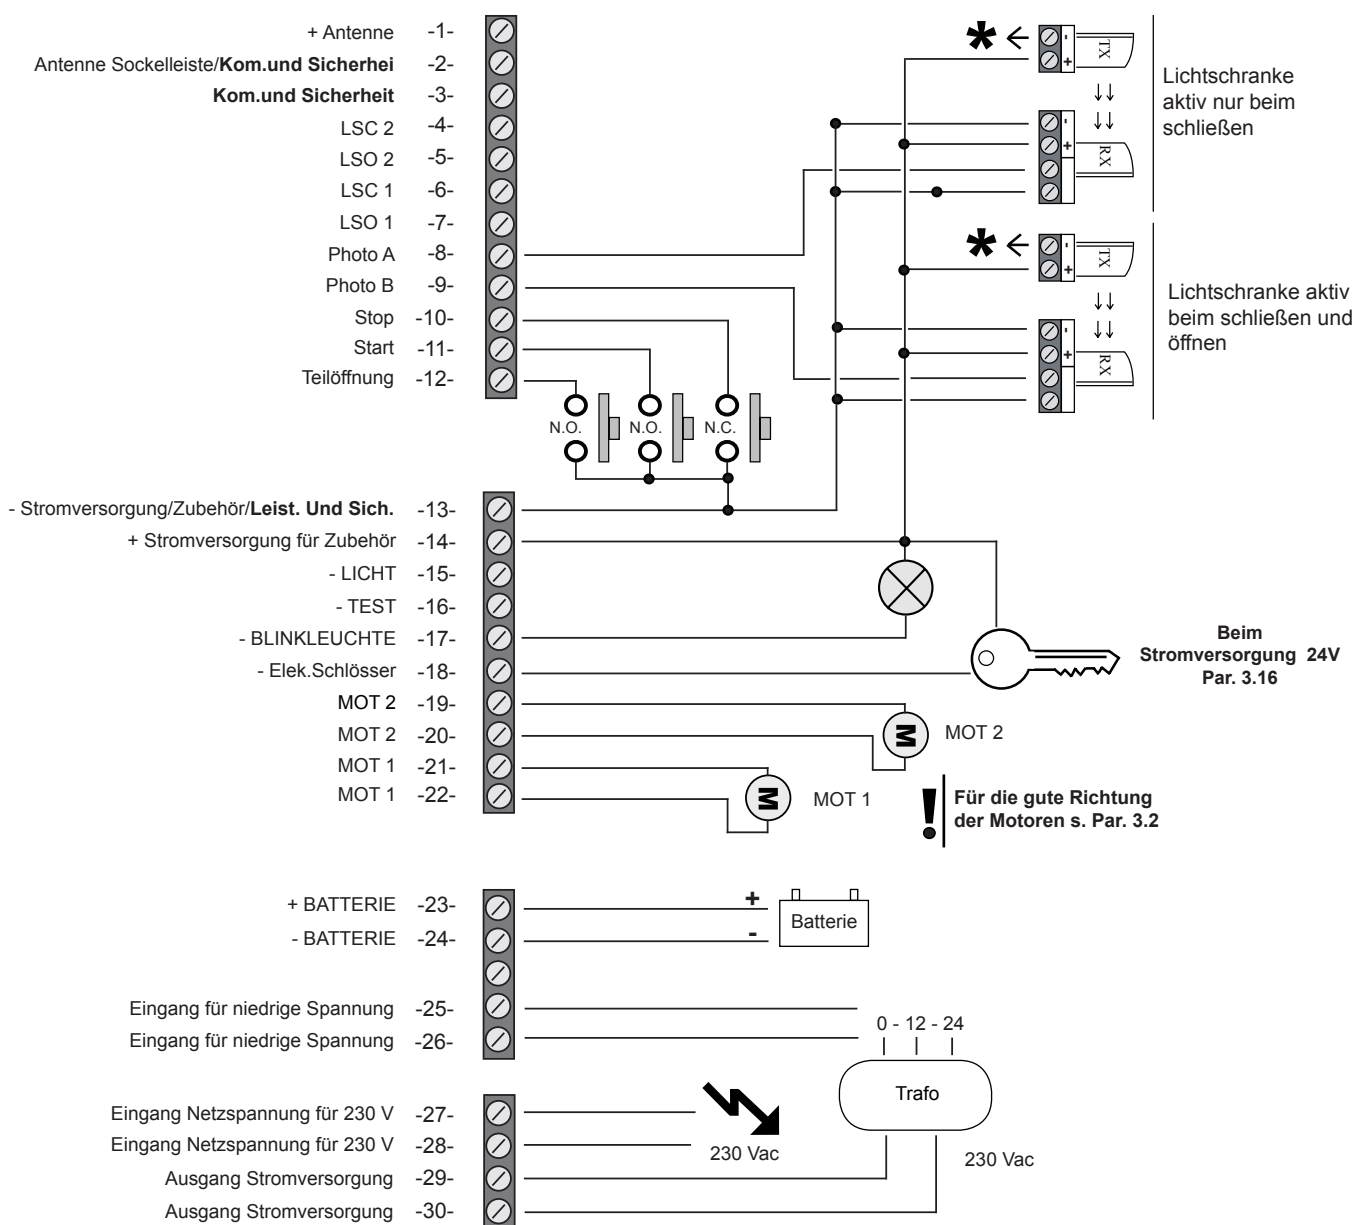 + Antenne -1-
Antenne Sockelleiste/Kom.und Sicherhei -2-
Kom.und Sicherheit -3-
LSC 2 -4-
LSO 2 -5-
LSC 1 -6-
LSO 1 -7-
Photo A -8-
Photo B -9-
Stop -10-
Start -11-
Teilöffnung -12-
* - + TX
- + RX
Lichtschranke
aktiv nur beim
schließen
* - + TX
- + RX
Lichtschranke aktiv
beim schließen und
öffnen
N.O. N.O. N.C.
- Stromversorgung/Zubehör/Leist. Und Sich. -13-
+ Stromversorgung für Zubehör -14-
- LICHT -15-
- TEST -16-
- BLINKLEUCHTE -17-
- Elek.Schlösser -18-
MOT 2 -19-
MOT 2 -20-
MOT 1 -21-
MOT 1 -22-
Beim
Stromversorgung 24V
Par. 3.16
M MOT 2
M MOT 1
! Für die gute Richtung
der Motoren s. Par. 3.2
+ BATTERIE -23-
- BATTERIE -24-
+
-
Batterie
Eingang für niedrige Spannung -25-
Eingang für niedrige Spannung -26-
0 - 12 - 24
Trafo
Eingang Netzspannung für 230 V -27-
Eingang Netzspannung für 230 V -28-
230 Vac
Ausgang Stromversorgung -29-
Ausgang Stromversorgung -30-
230 Vac